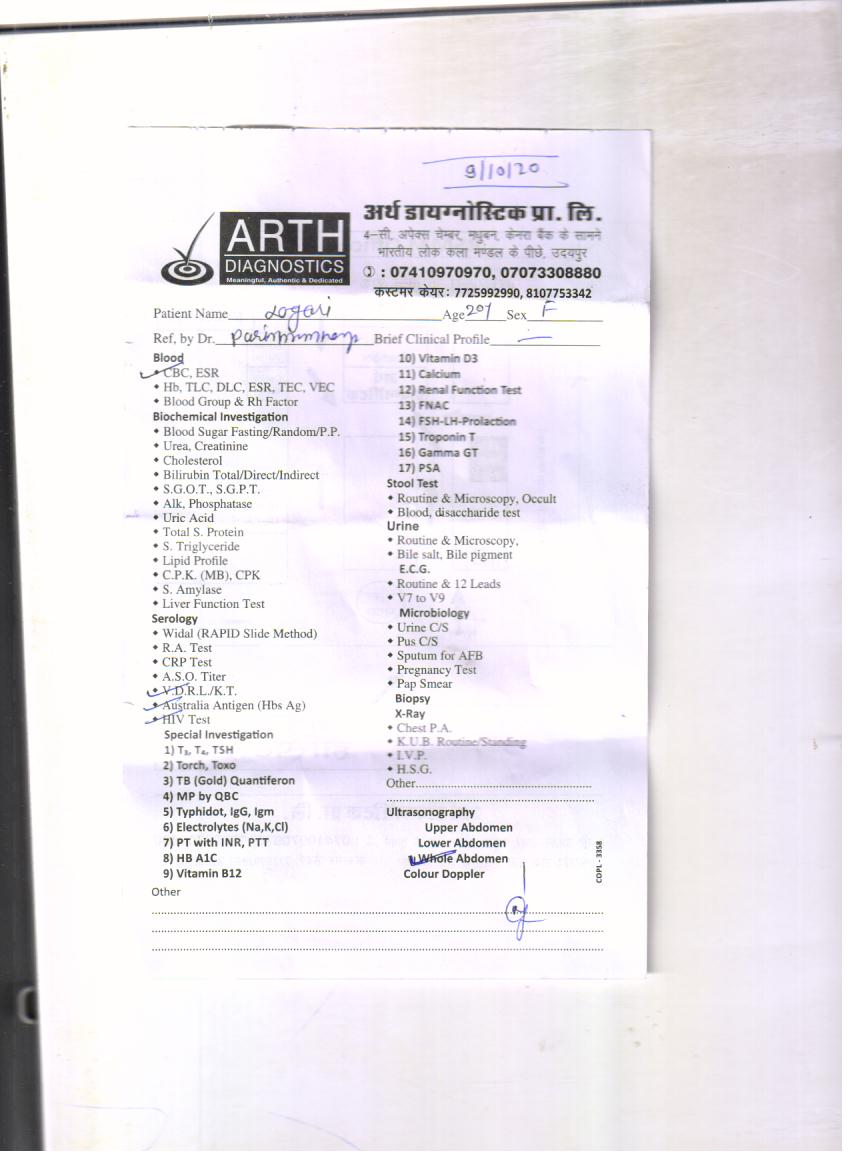 9/10/20
ARTH
DIAGNOSTICS
Meaningful, Authentic & Dedicated
अर्थ डायग्नोस्टिक प्रा. लि.
4-सी, अपेक्स चेम्बर, मधुबन, केनरा बैंक के सामने
भारतीय लोक कला मण्डल के पीछे, उदयपुर
: 07410970970, 07073308880
कस्टमर केयर: 7725992990, 8107753342
Patient Name Age Sex F
Ref, by Dr. Brief Clinical Profile
Blood
CBC, ESR
Hb, TLC, DLC, ESR, TEC, VEC
Blood Group & Rh Factor
Biochemical Investigation
Blood Sugar Fasting/Random/P.P.
Urea, Creatinine
Cholesterol
Bilirubin Total/Direct/Indirect
S.G.O.T., S.G.P.T.
Alk, Phosphatase
Uric Acid
Total S. Protein
S. Triglyceride
Lipid Profile
C.P.K. (MB), CPK
S. Amylase
Liver Function Test
Serology
Widal (RAPID Slide Method)
R.A. Test
CRP Test
A.S.O. Titer
V.D.R.L./K.T.
Australia Antigen (Hbs Ag)
HIV Test
Special Investigation
1) T₃, T₄, TSH
2) Torch, Toxo
3) TB (Gold) Quantiferon
4) MP by QBC
5) Typhidot, IgG, Igm
6) Electrolytes (Na,K,Cl)
7) PT with INR, PTT
8) HB A1C
9) Vitamin B12
Other
10) Vitamin D3
11) Calcium
12) Renal Function Test
13) FNAC
14) FSH-LH-Prolaction
15) Troponin T
16) Gamma GT
17) PSA
Stool Test
Routine & Microscopy, Occult
Blood, disaccharide test
Urine
Routine & Microscopy,
Bile salt, Bile pigment
E.C.G.
Routine & 12 Leads
V7 to V9
Microbiology
Urine C/S
Pus C/S
Sputum for AFB
Pregnancy Test
Pap Smear
Biopsy
X-Ray
Chest P.A.
K.U.B. Routine/Standing
I.V.P.
H.S.G.
Other
Ultrasonography
Upper Abdomen
Lower Abdomen
Whole Abdomen
Colour Doppler
COPL - 3358